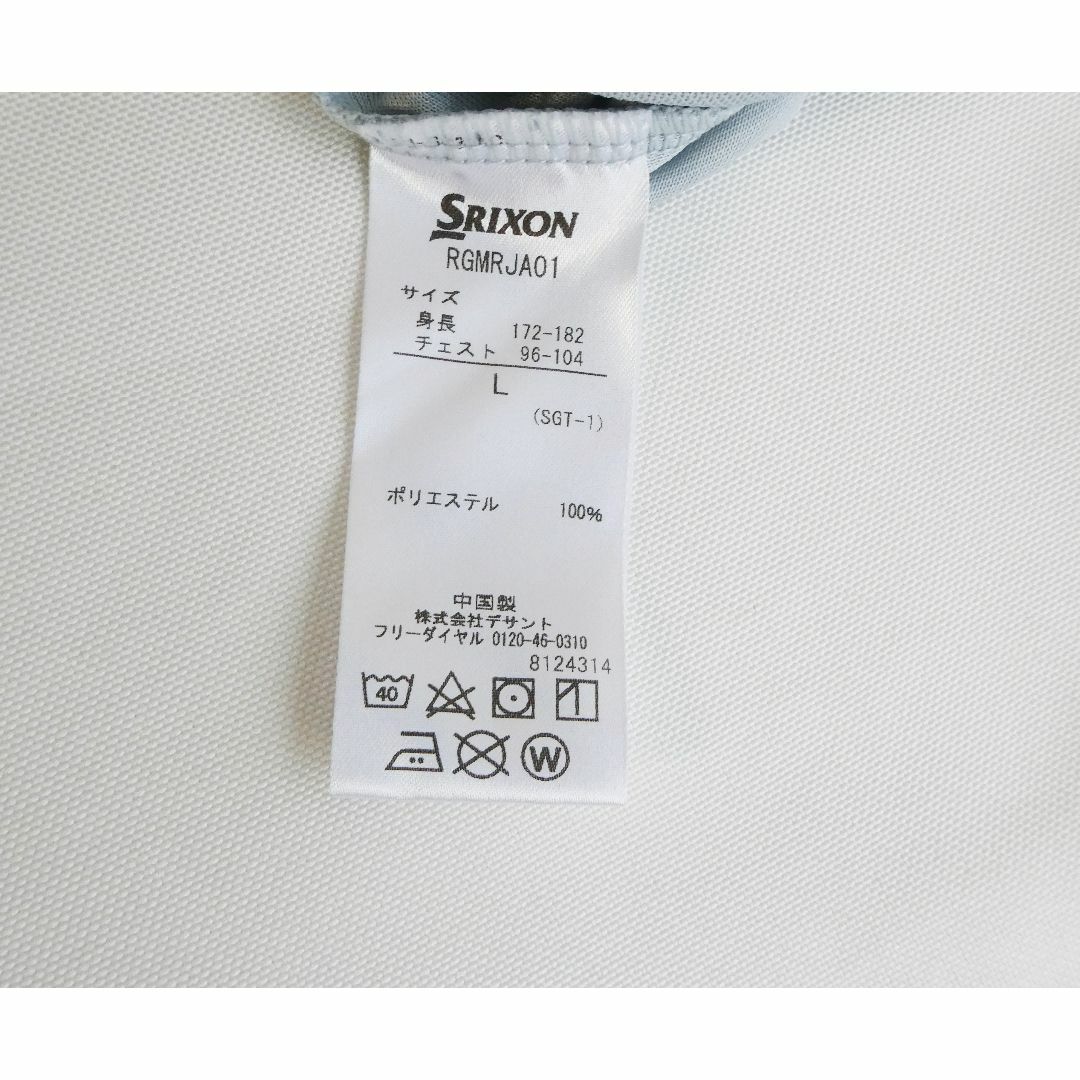 SRIXON
RGMRJA01
サイズ
身長 172-182
チェスト 96-104
L
(SGT-1)
ポリエステル 100%
中国製
株式会社デサント
フリーダイヤル 0120-46-0310
8124314
40
W